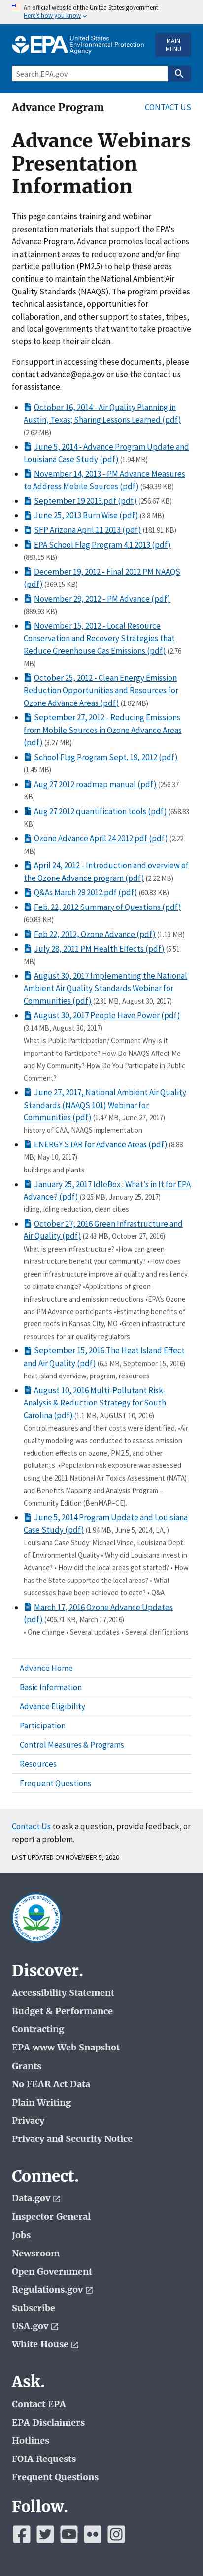 An official website of the United States government
Here's how you know
EPA United States
Environmental Protection
Agency
MAIN
MENU
Search EPA.gov
Advance Program
CONTACT US
Advance Webinars
Presentation
Information
This page contains training and webinar
information that are supported by the EPA's
Advance Program. The webinars promotes local actions
in attainment areas to reduce ozone and/or fine
particle pollution (PM2.5) to help these areas
continue to maintain the National Ambient Air
Quality Standards (NAAQS). The program
encourages states, tribes, and local governments to
take proactive steps to keep their air clean.
For support in accessing these documents, please
contact advance@epa.gov or use the contact us for
assistance.
October 16, 2014 - Air Quality Planning in
Austin, Texas; Sharing Lessons Learned (pdf)
(2.62 MB)
June 5, 2014 - Advance Program Update and
Louisiana Case Study (pdf) (1.94 MB)
November 14, 2013 - PM Advance Measures
to Address Mobile Sources (pdf) (649.39 KB)
September 19 2013.pdf (pdf) (256.67 KB)
June 25, 2013 Burn Wise (pdf) (3.8 MB)
SFP Arizona April 11 2013 (pdf) (181.91 KB)
EPA School Flag Program 4.1.2013 (pdf)
(883.15 KB)
December 19, 2012 - Final 2012 PM NAAQS
(pdf) (369.15 KB)
November 29, 2012 - PM Advance (pdf)
(889.93 KB)
November 15, 2012 - Local Resource
Conservation and Recovery Strategies that
Reduce Greenhouse Gas Emissions (pdf) (2.76
MB)
October 25, 2012 - Clean Energy Emission
Reduction Opportunities and Resources for
Ozone Advance Areas (pdf) (1.82 MB)
September 27, 2012 - Reducing Emissions
from Mobile Sources in Ozone Advance Areas
(pdf) (3.27 MB)
School Flag Program Sept. 19, 2012 (pdf)
(1.45 MB)
Aug 27 2012 roadmap manual (pdf) (256.37
KB)
Aug 27 2012 quantification tools (pdf) (658.83
KB)
Ozone Advance April 24 2012.pdf (pdf) (2.22
MB)
April 24, 2012 - Introduction and overview of
the Ozone Advance program (pdf) (2.22 MB)
Q&As March 29 2012.pdf (pdf) (60.83 KB)
Feb. 22, 2012 Summary of Questions (pdf)
(60.83 KB)
Feb 22, 2012, Ozone Advance (pdf) (1.13 MB)
July 28, 2011 PM Health Effects (pdf) (5.51
MB)
August 30, 2017 Implementing the National
Ambient Air Quality Standards Webinar for
Communities (pdf) (2.31 MB, August 30, 2017)
August 30, 2017 People Have Power (pdf)
(3.14 MB, August 30, 2017)
What is Public Participation/ Comment Why is it
important to Participate? How Do NAAQS Affect Me
and My Community? How Do You Participate in Public
Comment?
June 27, 2017, National Ambient Air Quality
Standards (NAAQS 101) Webinar for
Communities (pdf) (1.47 MB, June 27, 2017)
history of CAA, NAAQS implementation
ENERGY STAR for Advance Areas (pdf) (8.88
MB, May 10, 2017)
buildings and plants
January 25, 2017 IdleBox : What's in It for EPA
Advance? (pdf) (3.25 MB, January 25, 2017)
idling, idling reduction, clean cities
October 27, 2016 Green Infrastructure and
Air Quality (pdf) (2.43 MB, October 27, 2016)
What is green infrastructure? •How can green
infrastructure benefit your community? •How does
green infrastructure improve air quality and resiliency
to climate change? •Applications of green
infrastructure and emission reductions •EPA's Ozone
and PM Advance participants •Estimating benefits of
projects around Kansas City, MO •Green infrastructure
resources for air quality regulators
September 15, 2016 The Heat Island Effect
and Air Quality (pdf) (6.5 MB, September 15, 2016)
heat island overview, program, resources
August 10, 2016 Multi-Pollutant Risk-
Analysis & Reduction Strategy for South
Carolina (pdf) (1.1 MB, AUGUST 10, 2016)
Control measures and their costs were identified. •Air
quality modeling was conducted to assess emission
reduction effects on ozone, PM2.5, and other
pollutants. •Population risk exposure was assessed
using the 2011 National Air Toxics Assessment (NATA)
and Benefits Mapping and Analysis Program –
Community Edition (BenMAP–CE).
June 5, 2014 Program Update and Louisiana
Case Study (pdf) (1.94 MB, June 5, 2014, LA, )
Louisiana Case Study: Michael Vince, Louisiana Dept.
of Environmental Quality • Why did Louisiana invest in
Advance? • How did the local areas get started? • How
has the State supported the local areas? • What
successes have been achieved to date? • Q&A
March 17, 2016 Ozone Advance Updates
(pdf) (406.71 KB, March 17,2016)
• One change • Several updates • Several clarifications
Advance Home
Basic Information
Advance Eligibility
Participation
Control Measures & Programs
Resources
Frequent Questions
Contact Us to ask a question, provide feedback, or
report a problem.
LAST UPDATED ON NOVEMBER 5, 2020
UNITED STATES
ENVIRONMENTAL PROTECTION AGENCY
Discover.
Accessibility Statement
Budget & Performance
Contracting
EPA www Web Snapshot
Grants
No FEAR Act Data
Plain Writing
Privacy
Privacy and Security Notice
Connect.
Data.gov
Inspector General
Jobs
Newsroom
Open Government
Regulations.gov
Subscribe
USA.gov
White House
Ask.
Contact EPA
EPA Disclaimers
Hotlines
FOIA Requests
Frequent Questions
Follow.